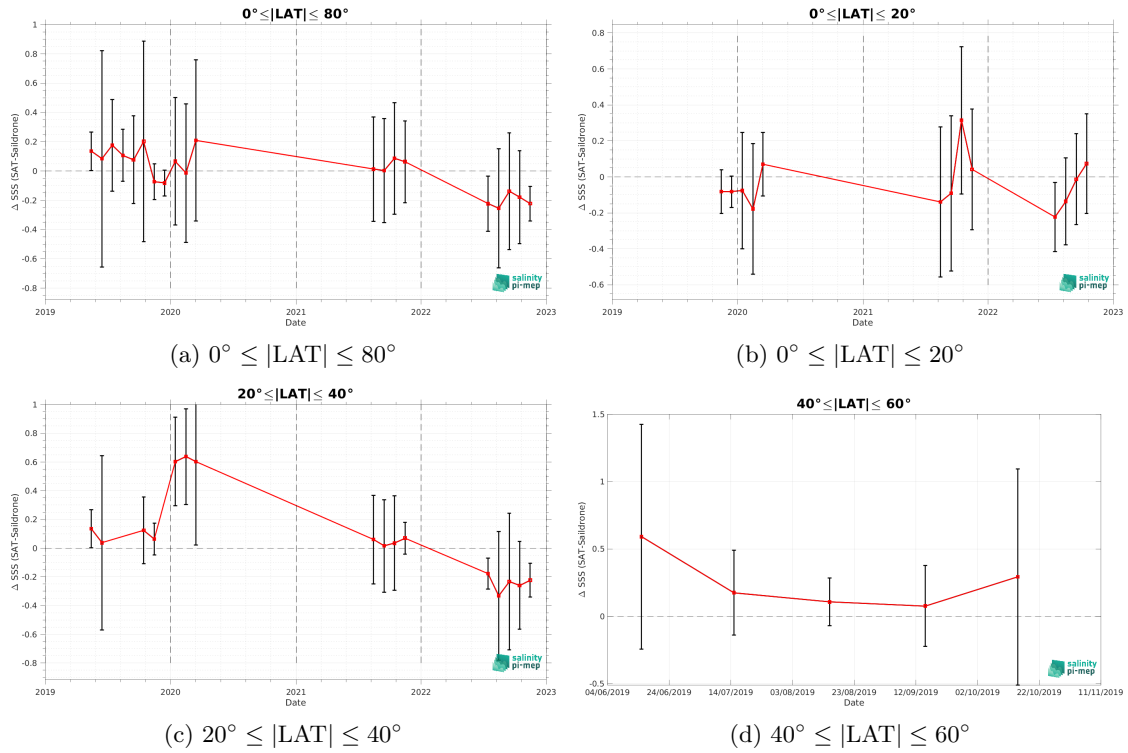 0°≤|LAT|≤ 80°
1
0.8
0.6
0.4
0.2
0
-0.2
-0.4
-0.6
-0.8
Δ SSS (SAT-Saildrone)
2019
2020
2021
2022
2023
Date
salinity
pi-mep
(a) 0° ≤ |LAT| ≤ 80°
0°≤|LAT|≤ 20°
0.8
0.6
0.4
0.2
0
-0.2
-0.4
-0.6
Δ SSS (SAT-Saildrone)
2019
2020
2021
2022
2023
Date
salinity
pi-mep
(b) 0° ≤ |LAT| ≤ 20°
20°≤|LAT|≤ 40°
1
0.8
0.6
0.4
0.2
0
-0.2
-0.4
-0.6
-0.8
Δ SSS (SAT-Saildrone)
2019
2020
2021
2022
2023
Date
salinity
pi-mep
(c) 20° ≤ |LAT| ≤ 40°
40°≤|LAT|≤ 60°
1.5
1
0.5
0
-0.5
Δ SSS (SAT-Saildrone)
04/06/2019
24/06/2019
14/07/2019
03/08/2019
23/08/2019
12/09/2019
02/10/2019
22/10/2019
11/11/2019
Date
salinity
pi-mep
(d) 40° ≤ |LAT| ≤ 60°